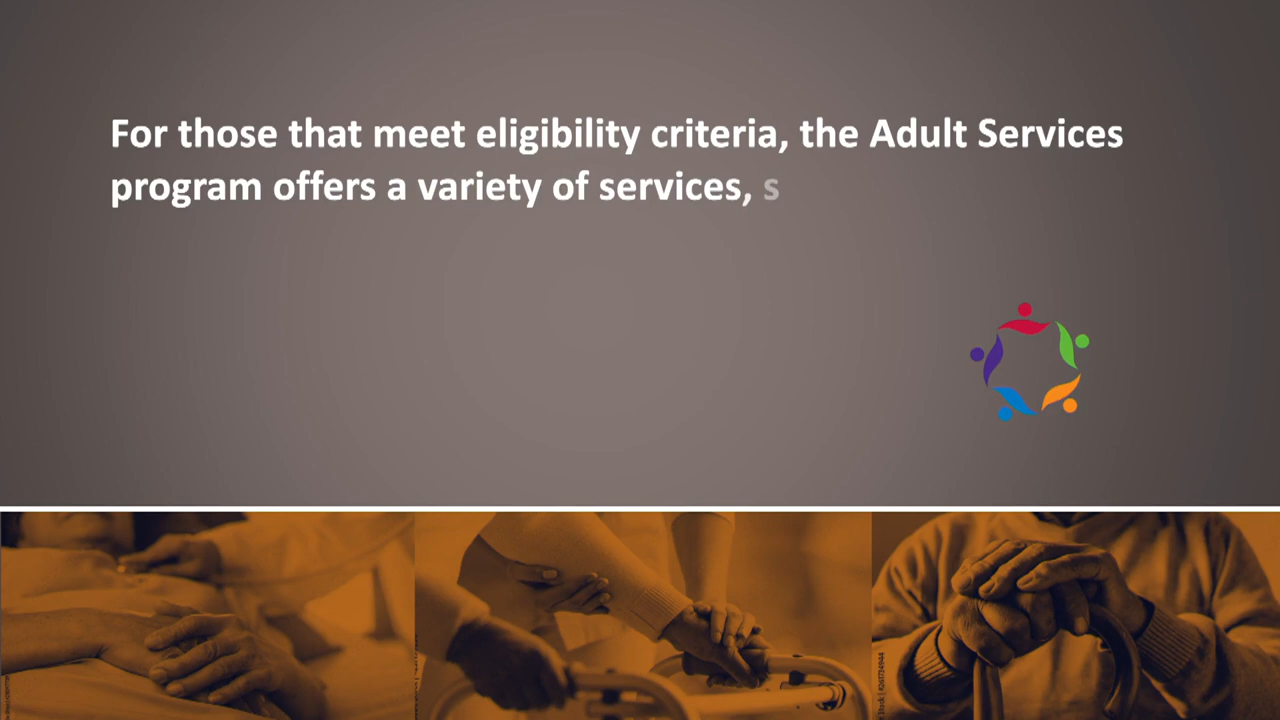 For those that meet eligibility criteria, the Adult Services
program offers a variety of services, s